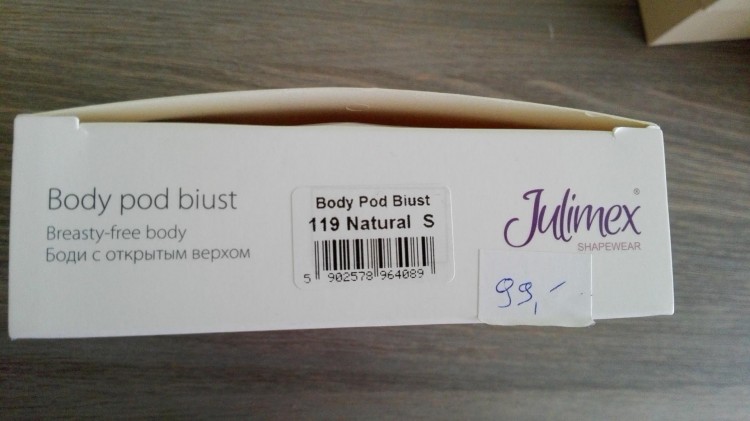 Body pod biust
Breasty-free body
Боди с открытым верхом
Body Pod Biust
119 Natural S
5 902578 964089
Julimex®
SHAPEWEAR
99,-